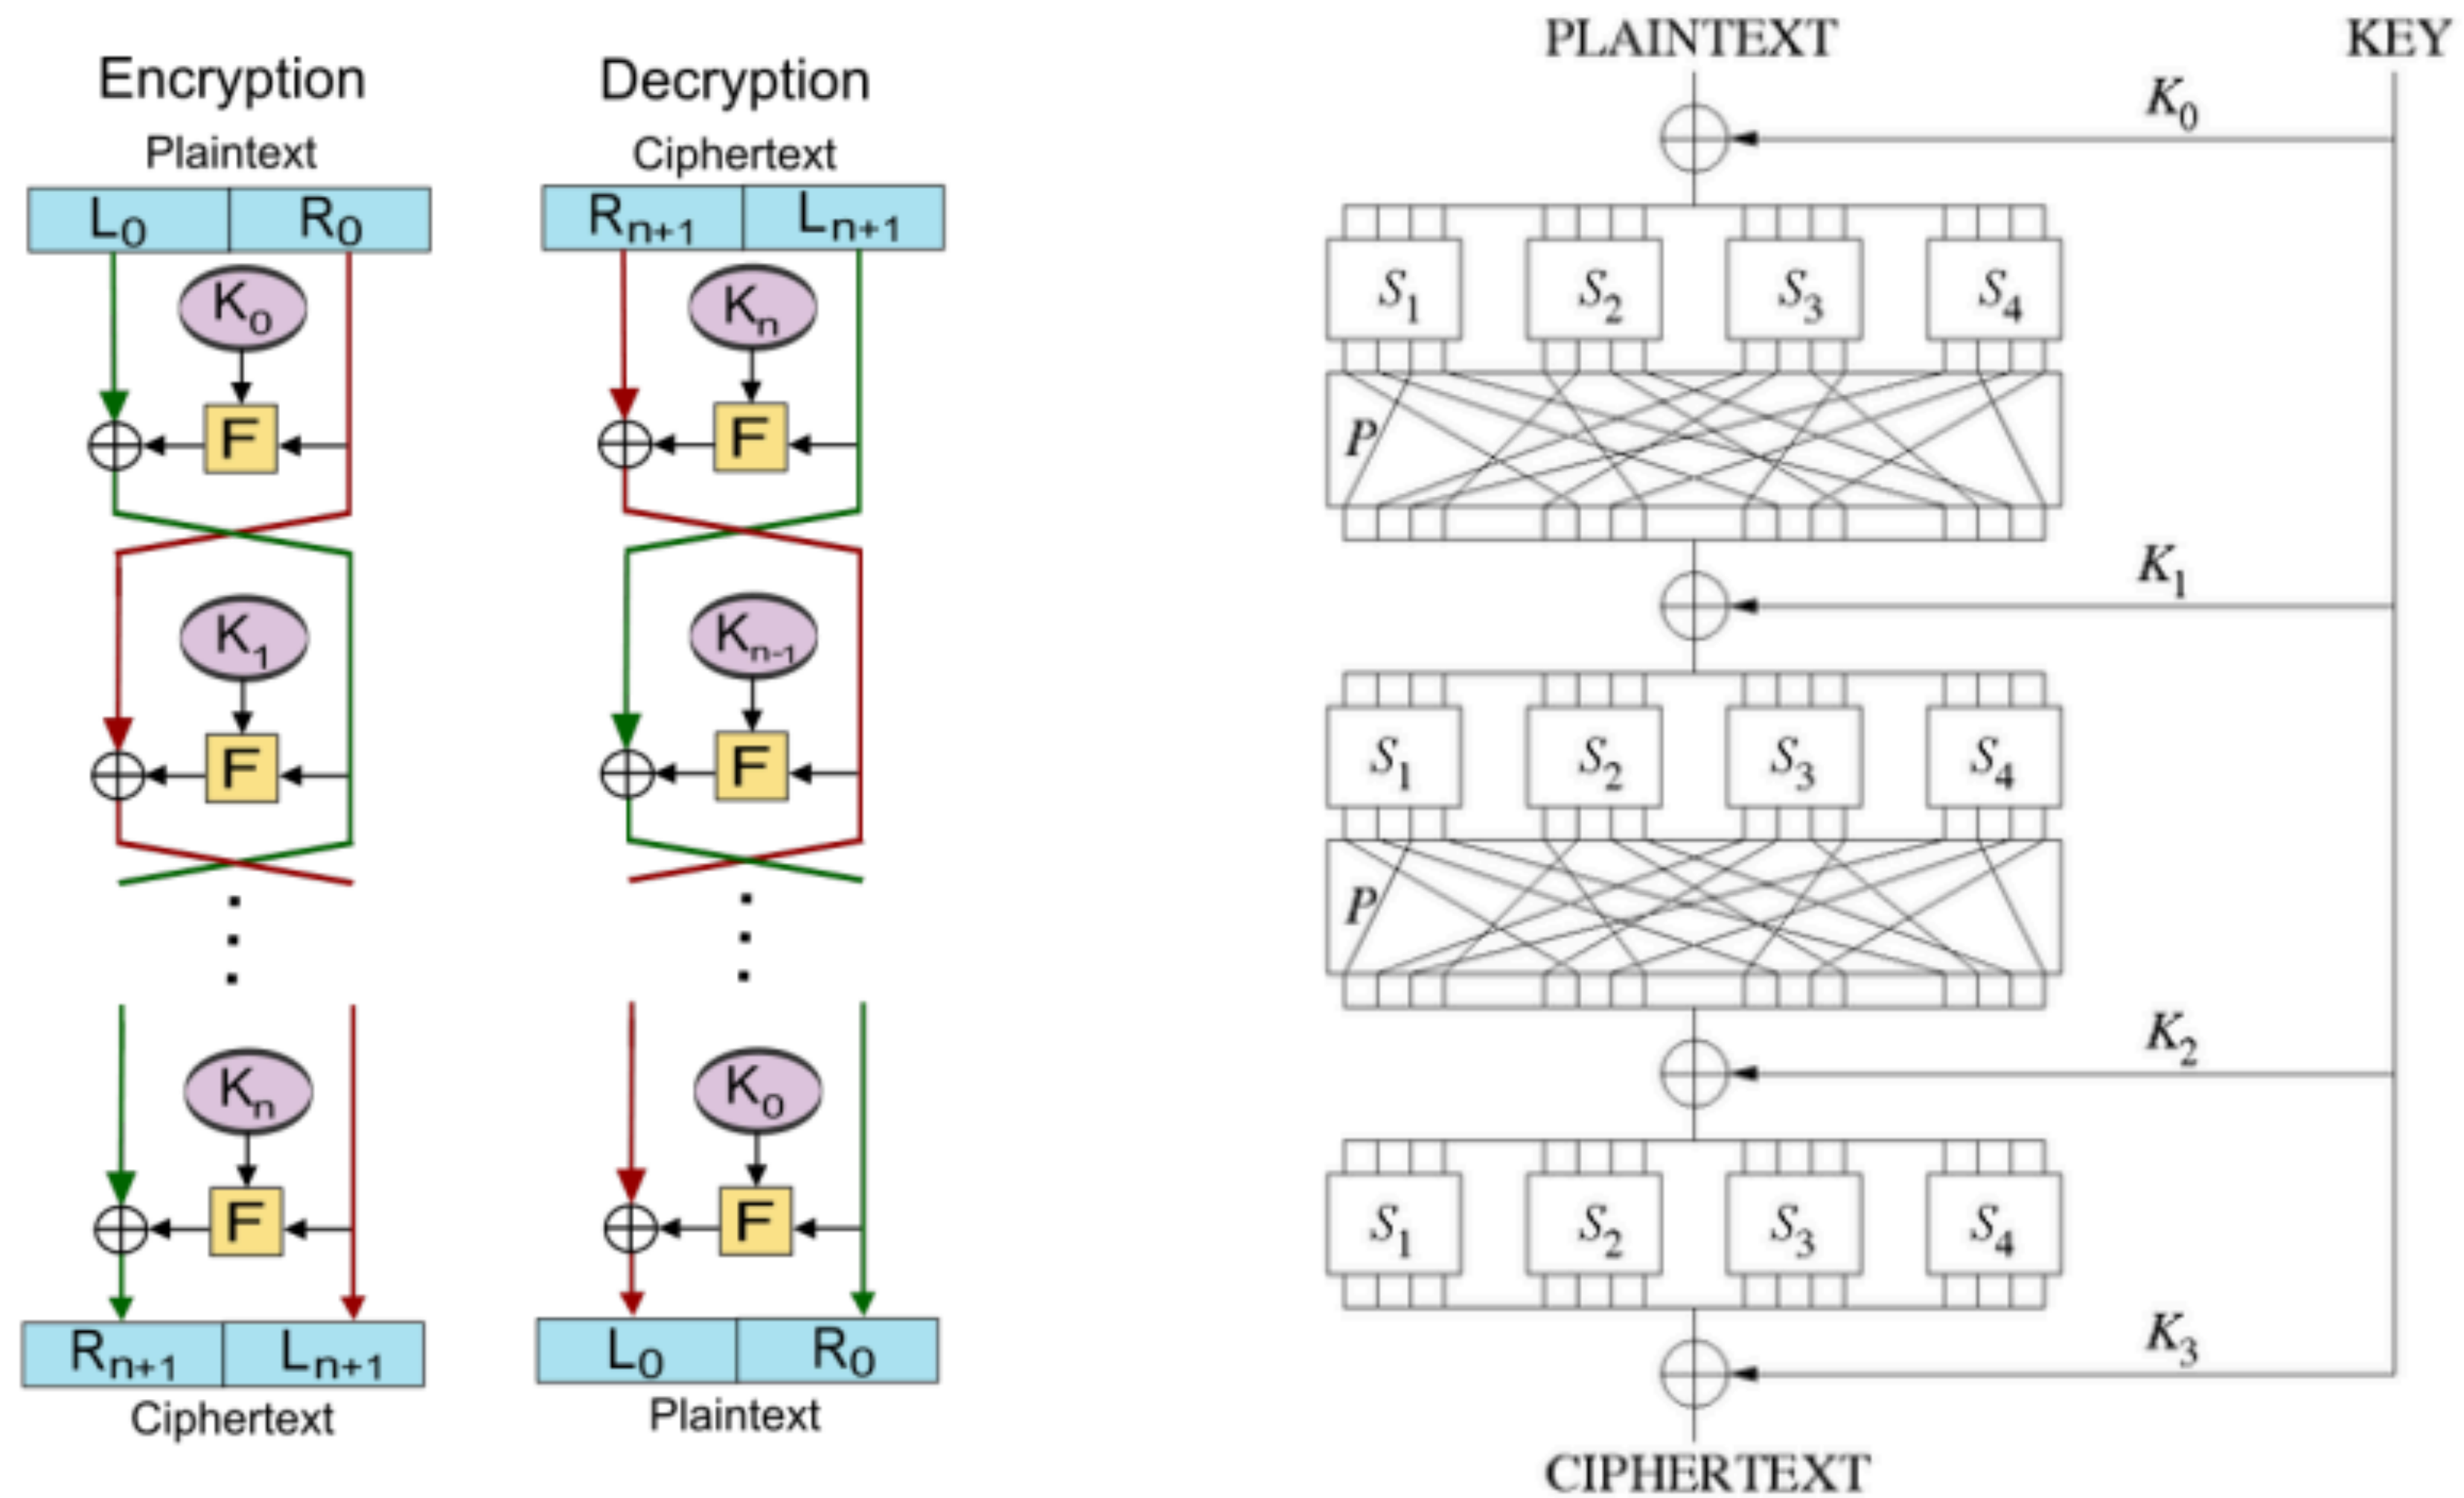 Encryption
Plaintext
L0 R0
K0
F
K1
F
Kn
F
Rn+1 Ln+1
Ciphertext
Decryption
Ciphertext
Rn+1 Ln+1
Kn
F
Kn-1
F
K0
F
L0 R0
Plaintext
PLAINTEXT KEY
K0
S1 S2 S3 S4
P
K1
S1 S2 S3 S4
P
K2
S1 S2 S3 S4
K3
CIPHERTEXT